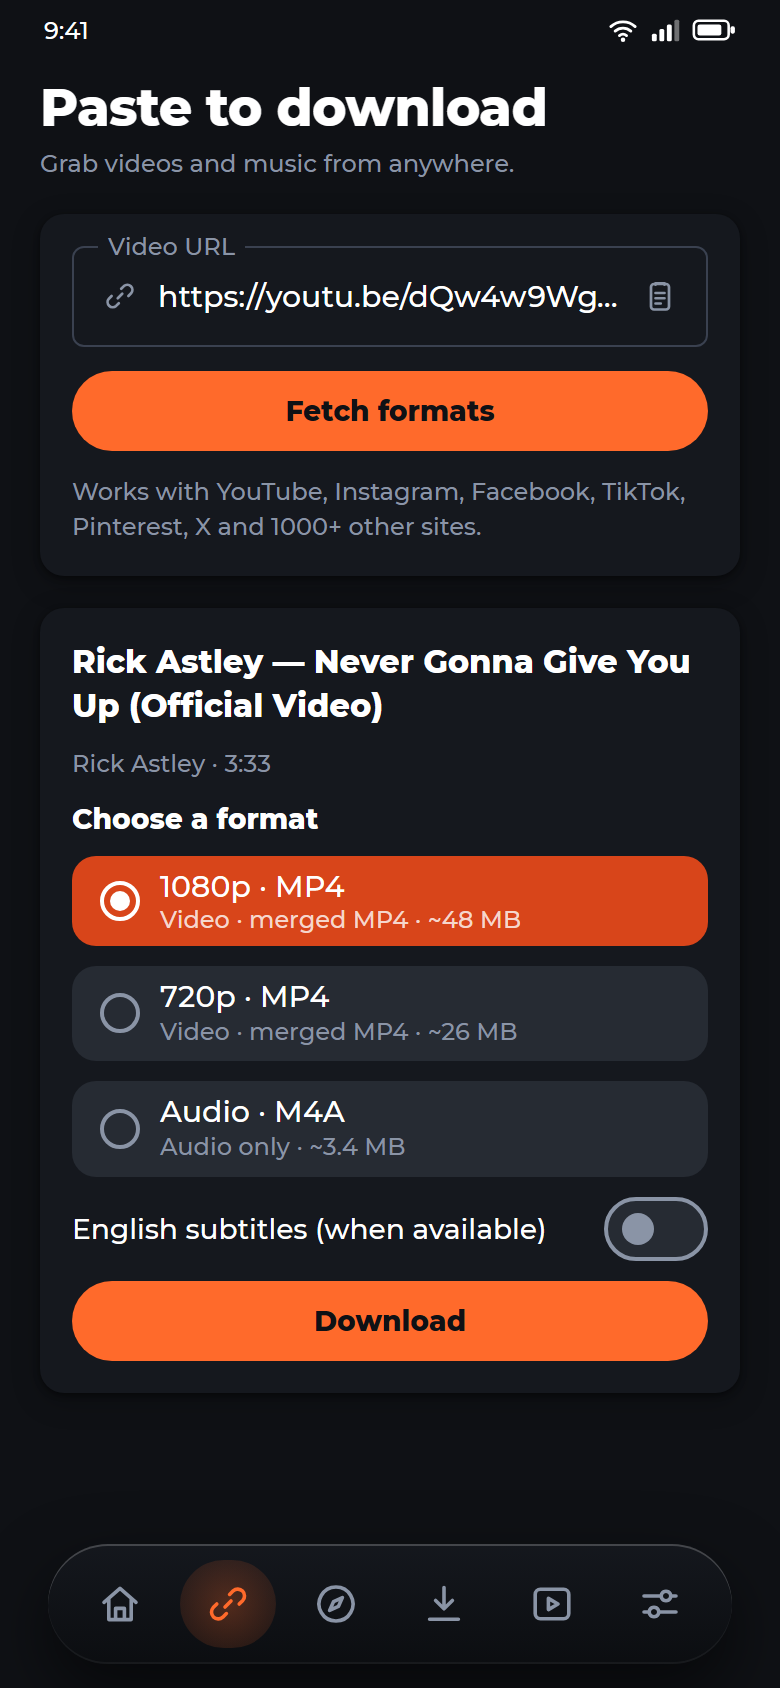 9:41
Paste to download
Grab videos and music from anywhere.
Video URL
https://youtu.be/dQw4w9Wg...
Fetch formats
Works with YouTube, Instagram, Facebook, TikTok,
Pinterest, X and 1000+ other sites.
Rick Astley — Never Gonna Give You
Up (Official Video)
Rick Astley · 3:33
Choose a format
1080p · MP4
Video · merged MP4 · ~48 MB
720p · MP4
Video · merged MP4 · ~26 MB
Audio · M4A
Audio only · ~3.4 MB
English subtitles (when available)
Download